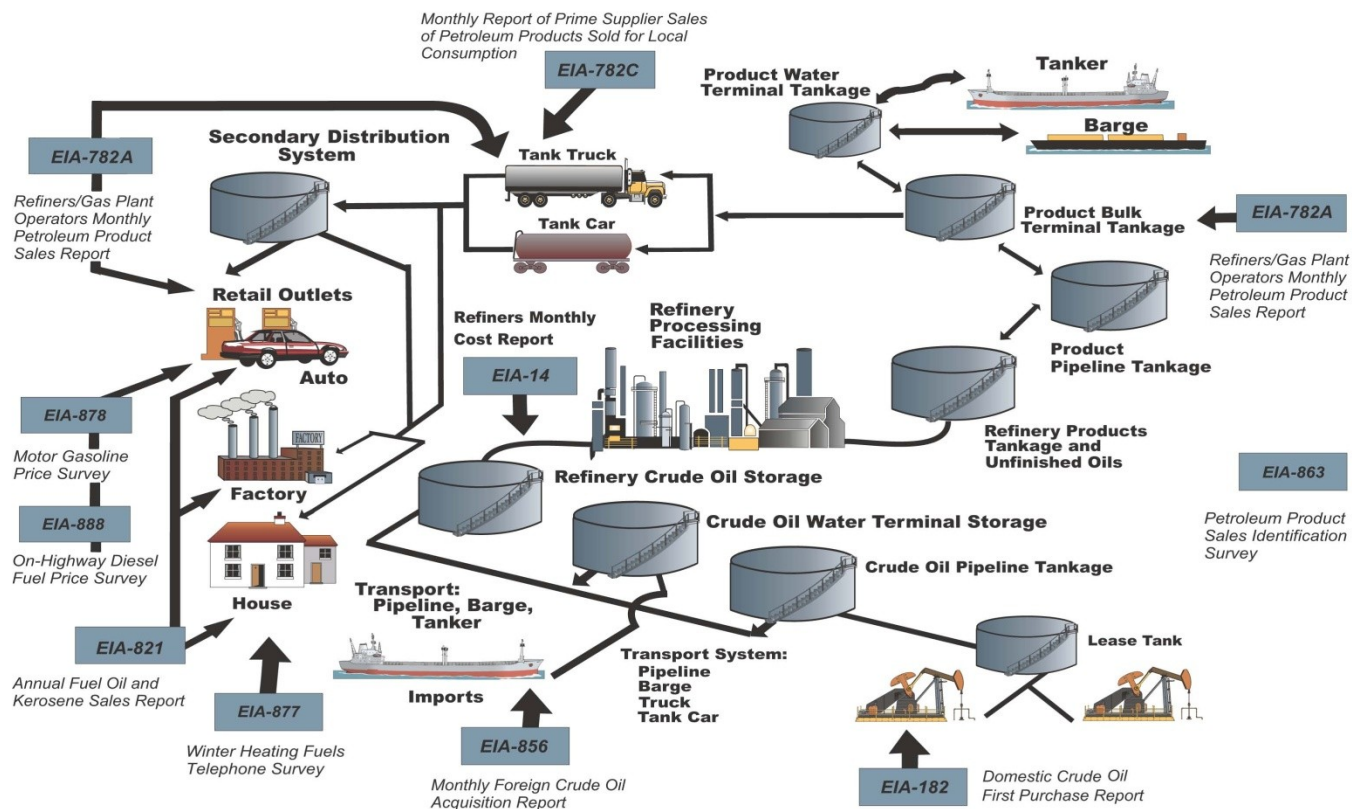 Monthly Report of Prime Supplier Sales
of Petroleum Products Sold for Local
Consumption
EIA-782C
Product Water
Terminal Tankage
Tanker
Barge
EIA-782A
Refiners/Gas Plant
Operators Monthly
Petroleum Product
Sales Report
Secondary Distribution
System
Tank Truck
Tank Car
Product Bulk
Terminal Tankage
EIA-782A
Refiners/Gas Plant
Operators Monthly
Petroleum Product
Sales Report
Retail Outlets
Auto
Refiners Monthly
Cost Report
EIA-14
Refinery
Processing
Facilities
Product
Pipeline Tankage
EIA-878
Motor Gasoline
Price Survey
FACTORY
Factory
Refinery Crude Oil Storage
Refinery Products
Tankage and
Unfinished Oils
EIA-863
Petroleum Product
Sales Identification
Survey
EIA-888
On-Highway Diesel
Fuel Price Survey
House
Crude Oil Water Terminal Storage
Crude Oil Pipeline Tankage
Transport:
Pipeline, Barge,
Tanker
Imports
Transport System:
Pipeline
Barge
Truck
Tank Car
Lease Tank
EIA-821
Annual Fuel Oil and
Kerosene Sales Report
EIA-877
Winter Heating Fuels
Telephone Survey
EIA-856
Monthly Foreign Crude Oil
Acquisition Report
EIA-182
Domestic Crude Oil
First Purchase Report